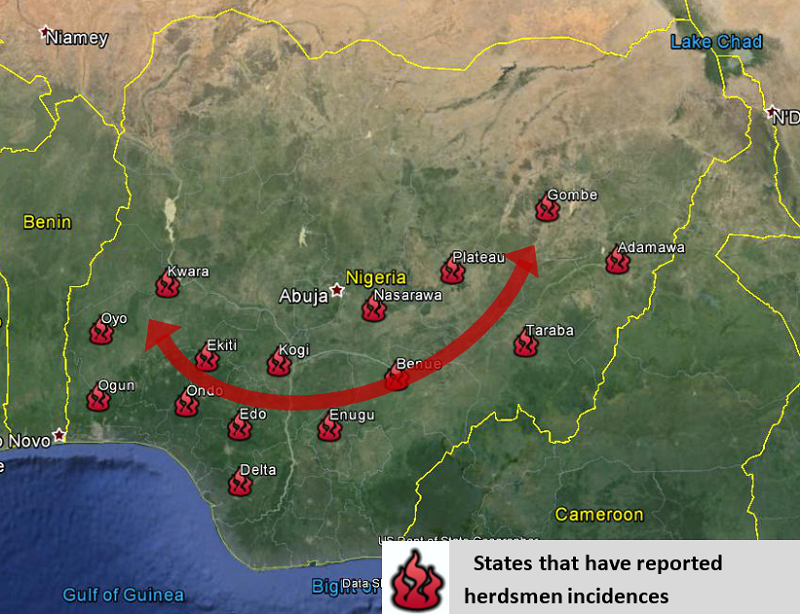 Niamey
Lake Chad
N'D
Benin
Gombe
Adamawa
Kwara
Plateau
Nigeria
Abuja
Nasarawa
Oyo
Taraba
Ekiti
Kogi
Benue
Ogun
Ondo
Edo
Enugu
o Novo
e
Delta
Cameroon
US Dept of State Geographer
Gulf of Guinea
Bight of
Data S
States that have reported
herdsmen incidences